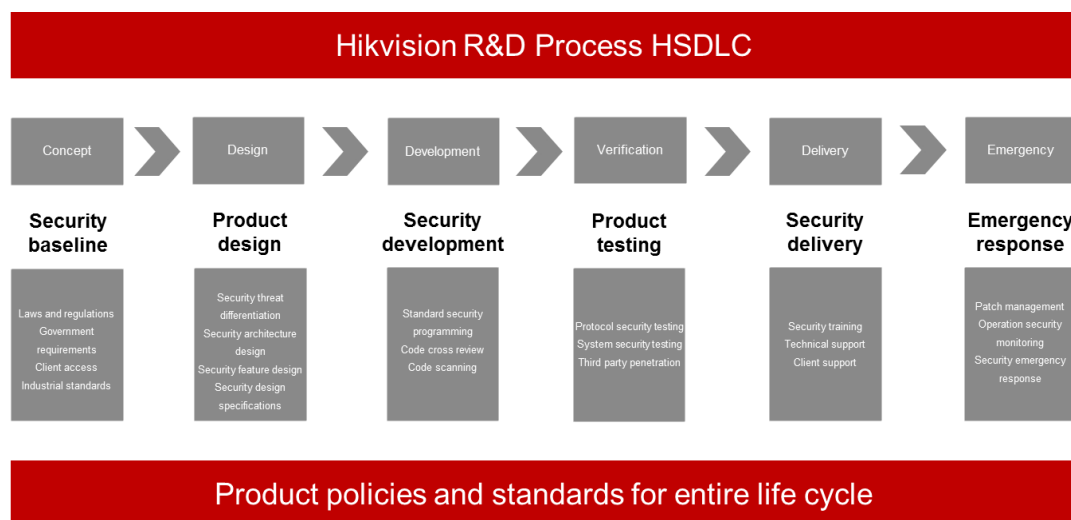 Hikvision R&D Process HSDLC
Concept
Design
Development
Verification
Delivery
Emergency
Security
baseline
Product
design
Security
development
Product
testing
Security
delivery
Emergency
response
Laws and regulations
Government
requirements
Client access
Industrial standards
Security threat
differentiation
Security architecture
design
Security feature design
Security design
specifications
Standard security
programming
Code cross review
Code scanning
Protocol security testing
System security testing
Third party penetration
Security training
Technical support
Client support
Patch management
Operation security
monitoring
Security emergency
response
Product policies and standards for entire life cycle